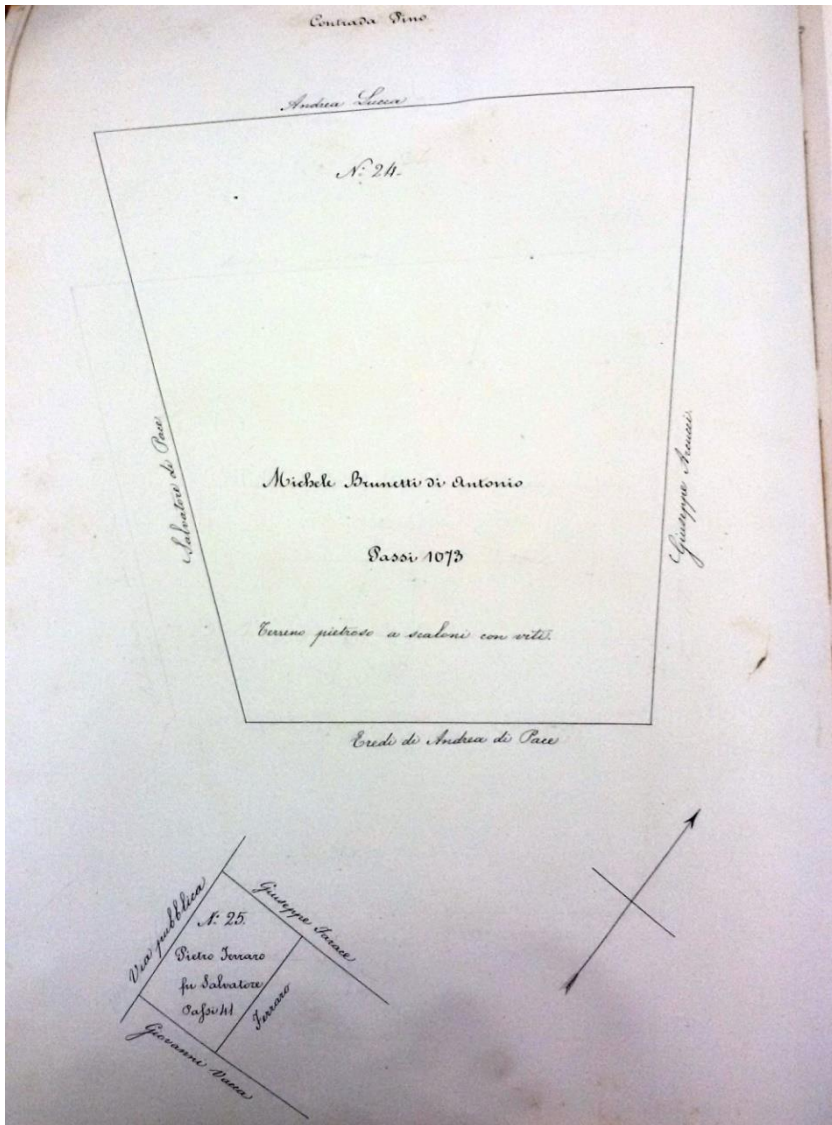 Contrada Pino
Andrea Lucca
N. 24.
Salvatore di Pace
Michele Brunetti di Antonio
Giuseppe Arcucci
Passi 1073
Terreno pietroso a scaloni con viti.
Eredi di Andrea di Pace
Via pubblica
Giuseppe Farace
N. 25.
Pietro Ferraro
fu Salvatore
Passi 41
Ferraro
Giovanni Vacca